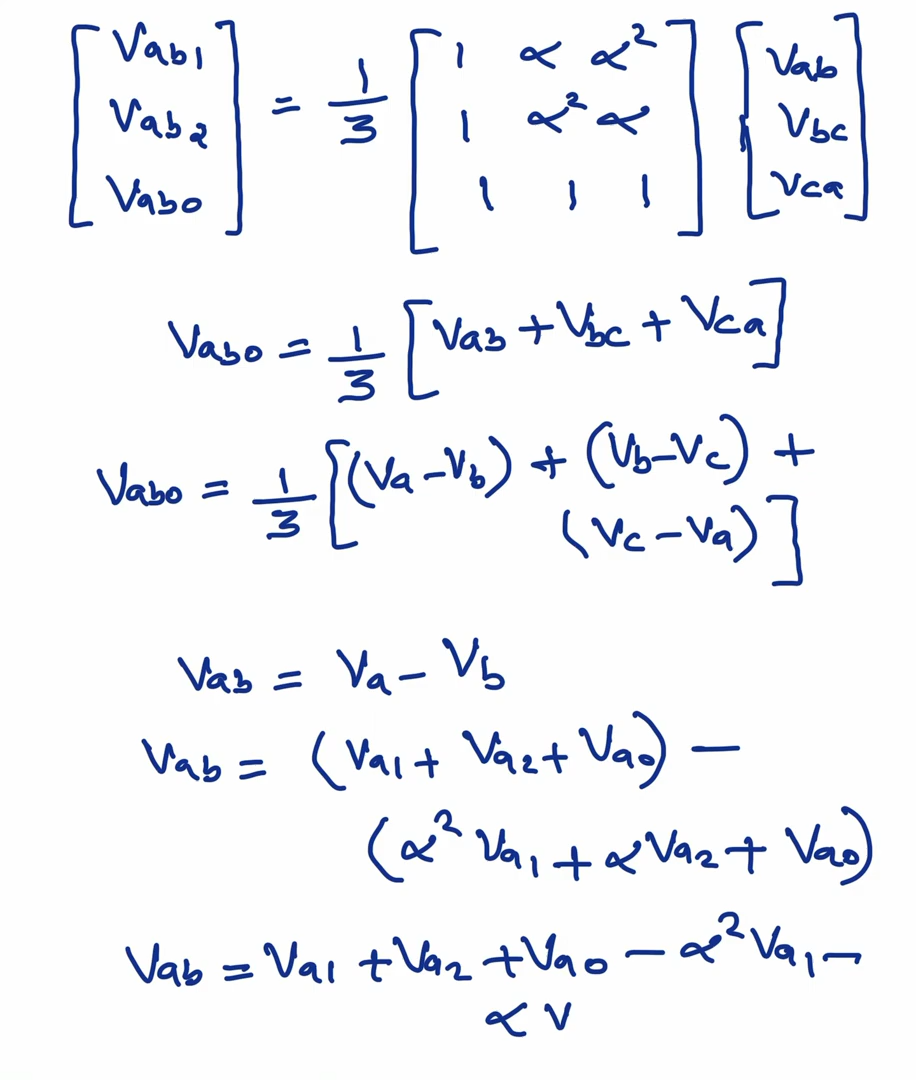 [Vab1 Vab2 Vab0] = 1/3 [1 α α² ; 1 α² α ; 1 1 1] [Vab Vbc Vca]
Vab0 = 1/3 [Vab + Vbc + Vca]
Vab0 = 1/3 [(Va - Vb) + (Vb - Vc) +
(Vc - Va)]
Vab = Va - Vb
Vab = (Va1 + Va2 + Va0) -
(α² Va1 + α Va2 + Va0)
Vab = Va1 + Va2 + Va0 - α² Va1 -
α V